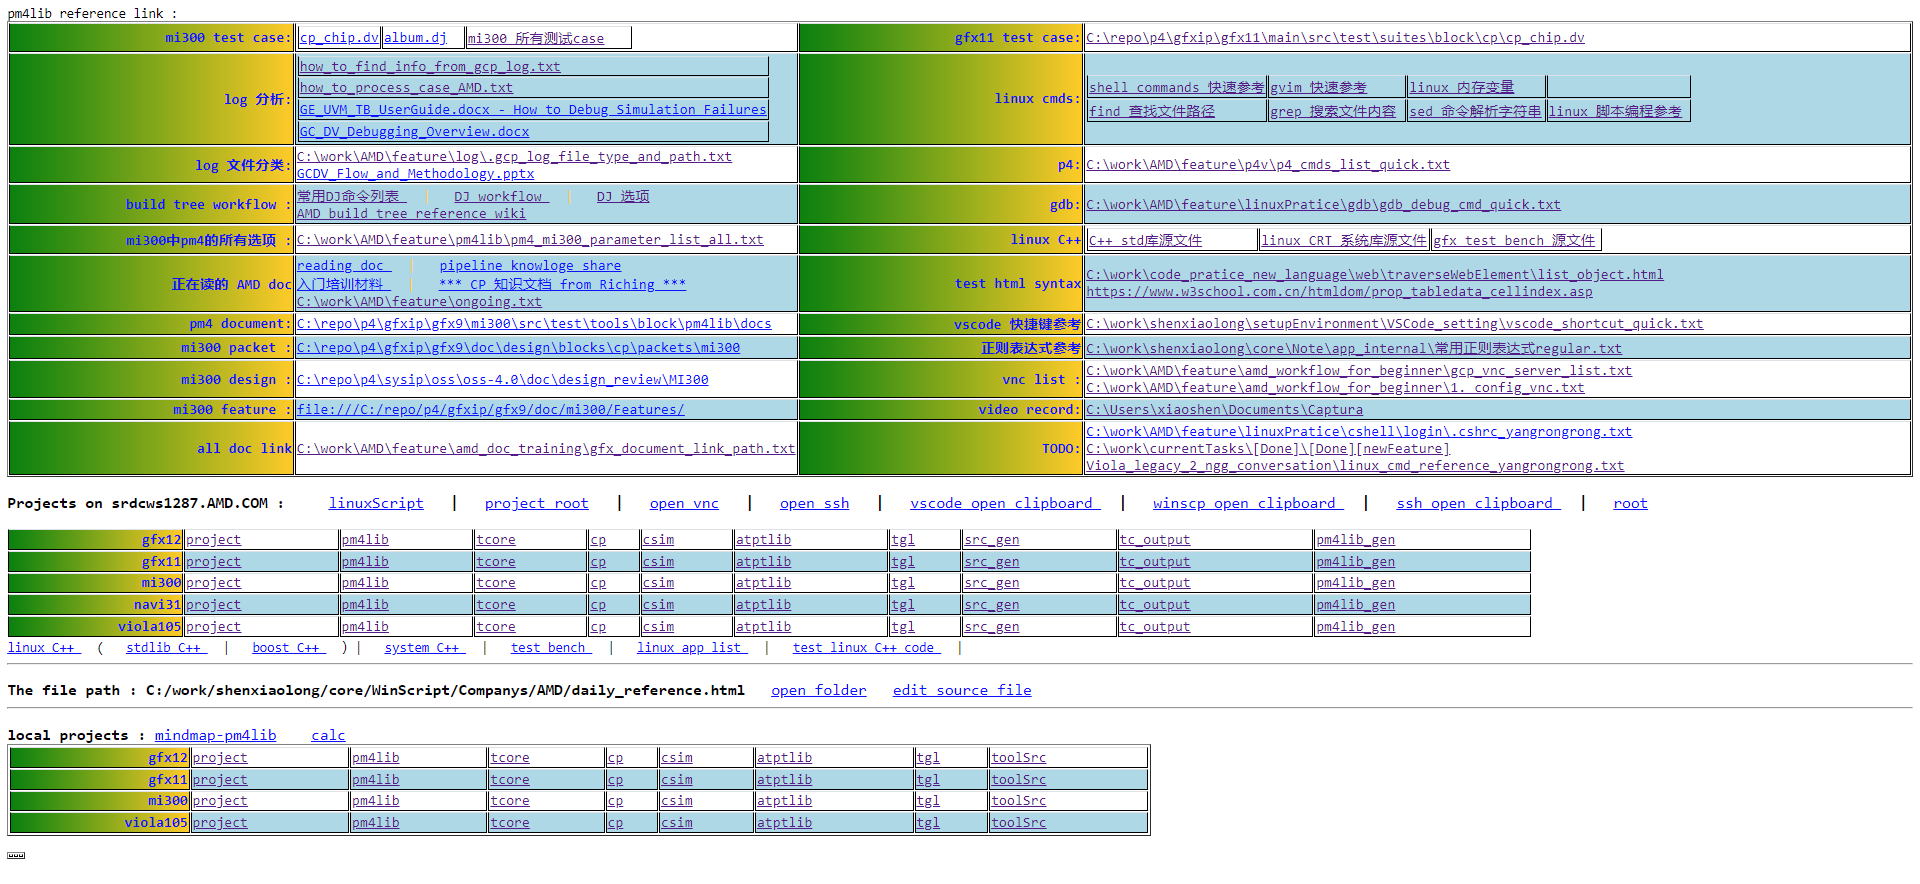 pm4lib reference link :
mi300 test case: cp_chip.dv album.dj mi300 所有测试case gfx11 test case: C:\repo\p4\gfxip\gfx11\main\src\test\suites\block\cp\cp_chip.dv
log 分析: how_to_find_info_from_gcp_log.txt
how_to_process_case_AMD.txt
GE_UVM_TB_UserGuide.docx - How to Debug Simulation Failures
GC_DV_Debugging_Overview.docx
linux cmds: shell commands 快速参考 gvim 快速参考 linux 内存变量
find 查找文件路径 grep 搜索文件内容 sed 命令解析字符串 linux 脚本编程参考
log 文件分类: C:\work\AMD\feature\log\.gcp_log_file_type_and_path.txt
GCDV_Flow_and_Methodology.pptx
p4: C:\work\AMD\feature\p4v\p4_cmds_list_quick.txt
build tree workflow : 常用DJ命令列表 | DJ workflow | DJ 选项
AMD build tree reference wiki
gdb: C:\work\AMD\feature\linuxPratice\gdb\gdb_debug_cmd_quick.txt
mi300中pm4的所有选项 : C:\work\AMD\feature\pm4lib\pm4_mi300_parameter_list_all.txt
linux C++ C++ std库源文件 linux CRT 系统库源文件 gfx test bench 源文件
正在读的 AMD doc reading doc | pipeline knowloge share
入门培训材料 | *** CP 知识文档 from Riching ***
C:\work\AMD\feature\ongoing.txt
test html syntax C:\work\code_pratice_new_language\web\traverseWebElement\list_object.html
https://www.w3school.com.cn/htmldom/prop_tabledata_cellindex.asp
pm4 document: C:\repo\p4\gfxip\gfx9\mi300\src\test\tools\block\pm4lib\docs
vscode 快捷键参考 C:\work\shenxiaolong\setupEnvironment\VSCode_setting\vscode_shortcut_quick.txt
mi300 packet : C:\repo\p4\gfxip\gfx9\doc\design\blocks\cp\packets\mi300
正则表达式参考 C:\work\shenxiaolong\core\Note\app_internal\常用正则表达式regular.txt
mi300 design : C:\repo\p4\sysip\oss\oss-4.0\doc\design_review\MI300
vnc list : C:\work\AMD\feature\amd_workflow_for_beginner\gcp_vnc_server_list.txt
C:\work\AMD\feature\amd_workflow_for_beginner\1. config_vnc.txt
mi300 feature : file:///C:/repo/p4/gfxip/gfx9/doc/mi300/Features/
video record: C:\Users\xiaoshen\Documents\Captura
all doc link C:\work\AMD\feature\amd_doc_training\gfx_document_link_path.txt
TODO: C:\work\AMD\feature\linuxPratice\cshell\login\.cshrc_yangrongrong.txt
C:\work\currentTasks\[Done]\[Done][newFeature]
Viola_legacy_2_ngg_conversation\linux_cmd_reference_yangrongrong.txt
Projects on srdcws1287.AMD.COM : linuxScript | project root | open vnc | open ssh | vscode open clipboard | winscp open clipboard | ssh open clipboard | root
gfx12 project pm4lib tcore cp csim atptlib tgl src_gen tc_output pm4lib_gen
gfx11 project pm4lib tcore cp csim atptlib tgl src_gen tc_output pm4lib_gen
mi300 project pm4lib tcore cp csim atptlib tgl src_gen tc_output pm4lib_gen
navi31 project pm4lib tcore cp csim atptlib tgl src_gen tc_output pm4lib_gen
viola105 project pm4lib tcore cp csim atptlib tgl src_gen tc_output pm4lib_gen
linux C++ ( stdlib C++ | boost C++ ) | system C++ | test bench | linux app list | test linux C++ code |
The file path : C:/work/shenxiaolong/core/WinScript/Companys/AMD/daily_reference.html open folder edit source file
local projects : mindmap-pm4lib calc
gfx12 project pm4lib tcore cp csim atptlib tgl toolSrc
gfx11 project pm4lib tcore cp csim atptlib tgl toolSrc
mi300 project pm4lib tcore cp csim atptlib tgl toolSrc
viola105 project pm4lib tcore cp csim atptlib tgl toolSrc